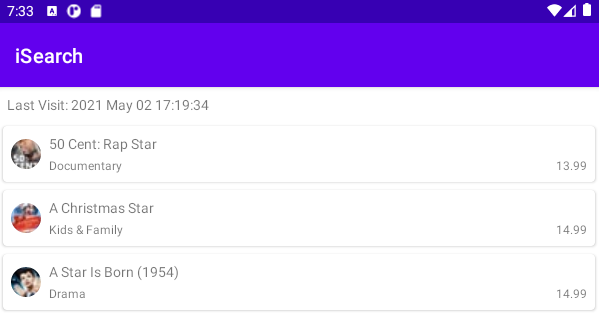 7:33
iSearch
Last Visit: 2021 May 02 17:19:34
50 Cent: Rap Star
Documentary 13.99
A Christmas Star
Kids & Family 14.99
A Star Is Born (1954)
Drama 14.99